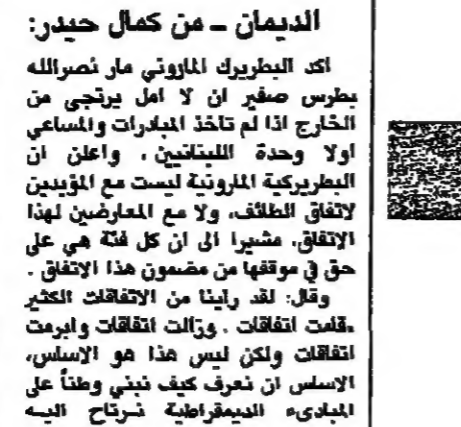 الديمان ــ من كمال حيدر:
اكد البطريرك الماروني مار نصرالله
بطرس صفير ان لا امل يرتجى من
الخارج اذا لم تاخذ المبادرات والمساعي
اولا وحدة اللبنانيين ، واعلن ان
البطريركية المارونية ليست مع المؤيدين
لاتفاق الطائف، ولا مع المعارضين لهذا
الاتفاق، مشيرا الى ان كل فئة هي على
حق في موقفها من مضمون هذا الاتفاق .
وقال: لقد راينا من الاتفاقات الكثير
،قامت اتفاقات . وزالت اتفاقات وابرمت
اتفاقات ولكن ليس هذا هو الاساس،
الاساس ان نعرف كيف نبني وطناً على
المبادىء الديمقراطية نرتاح اليه